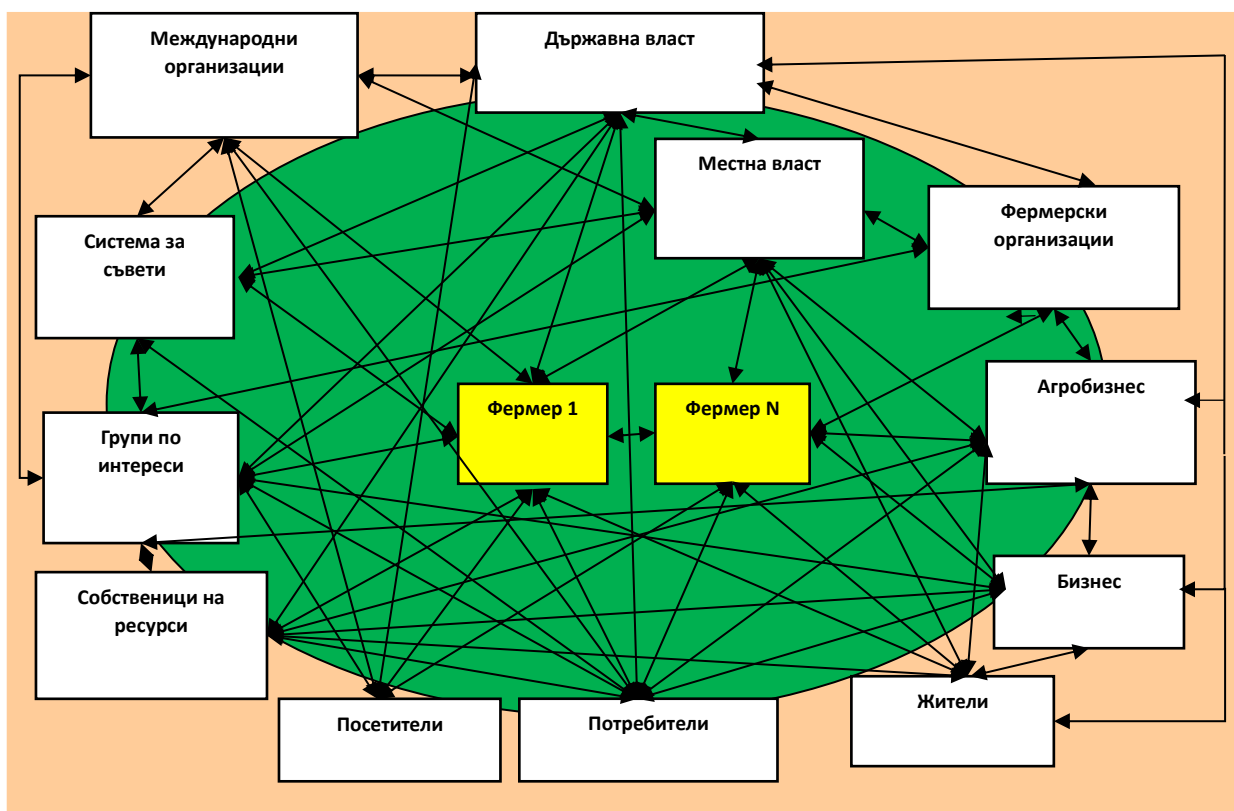 Международни
организации
Държавна власт
Местна власт
Фермерски
организации
Система за
съвети
Агробизнес
Фермер 1
Фермер N
Групи по
интереси
Бизнес
Собственици на
ресурси
Жители
Посетители
Потребители